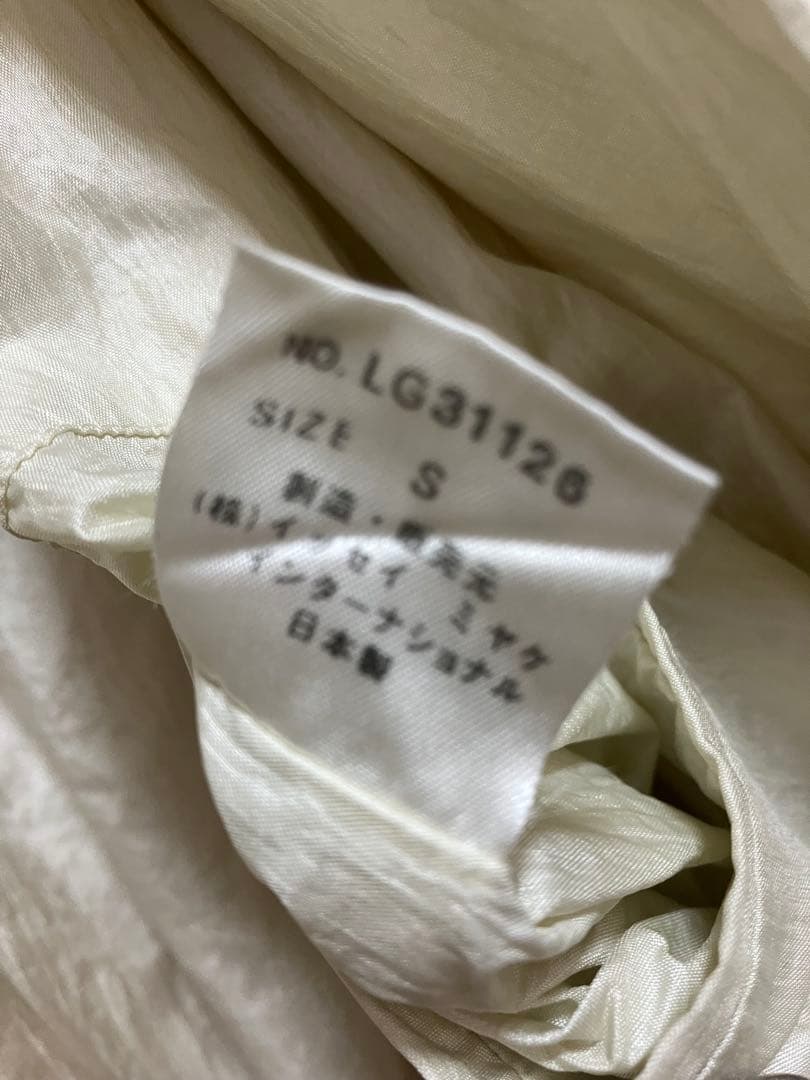 NO. LG31126
SIZE S
製造・販売元
(株)イッセイ ミヤケ
インターナショナル
日本製